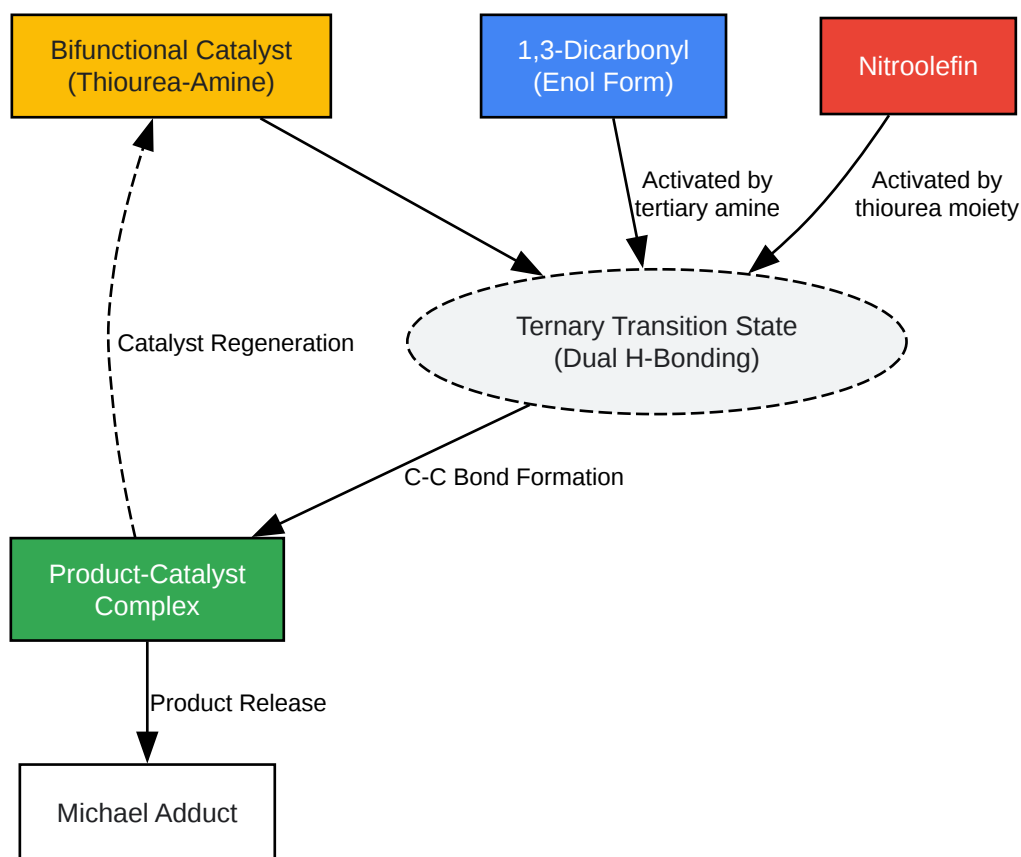 Bifunctional Catalyst
(Thiourea-Amine)
1,3-Dicarbonyl
(Enol Form)
Nitroolefin
Activated by
tertiary amine
Activated by
thiourea moiety
Catalyst Regeneration
Ternary Transition State
(Dual H-Bonding)
C-C Bond Formation
Product-Catalyst
Complex
Product Release
Michael Adduct